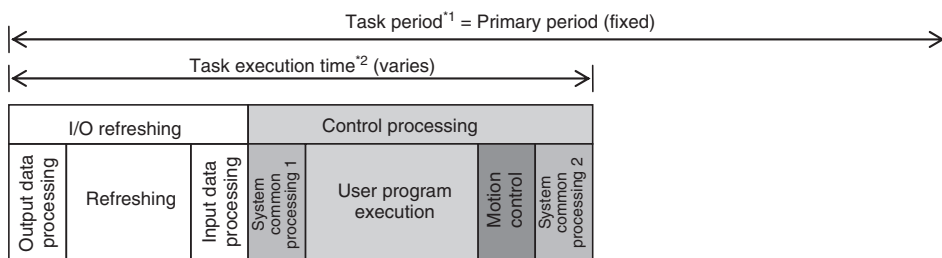 Task period*1 = Primary period (fixed)
Task execution time*2 (varies)
I/O refreshing
Control processing
Output data
processing
Refreshing
Input data
processing
System
common
processing 1
User program
execution
Motion
control
System
common
processing 2